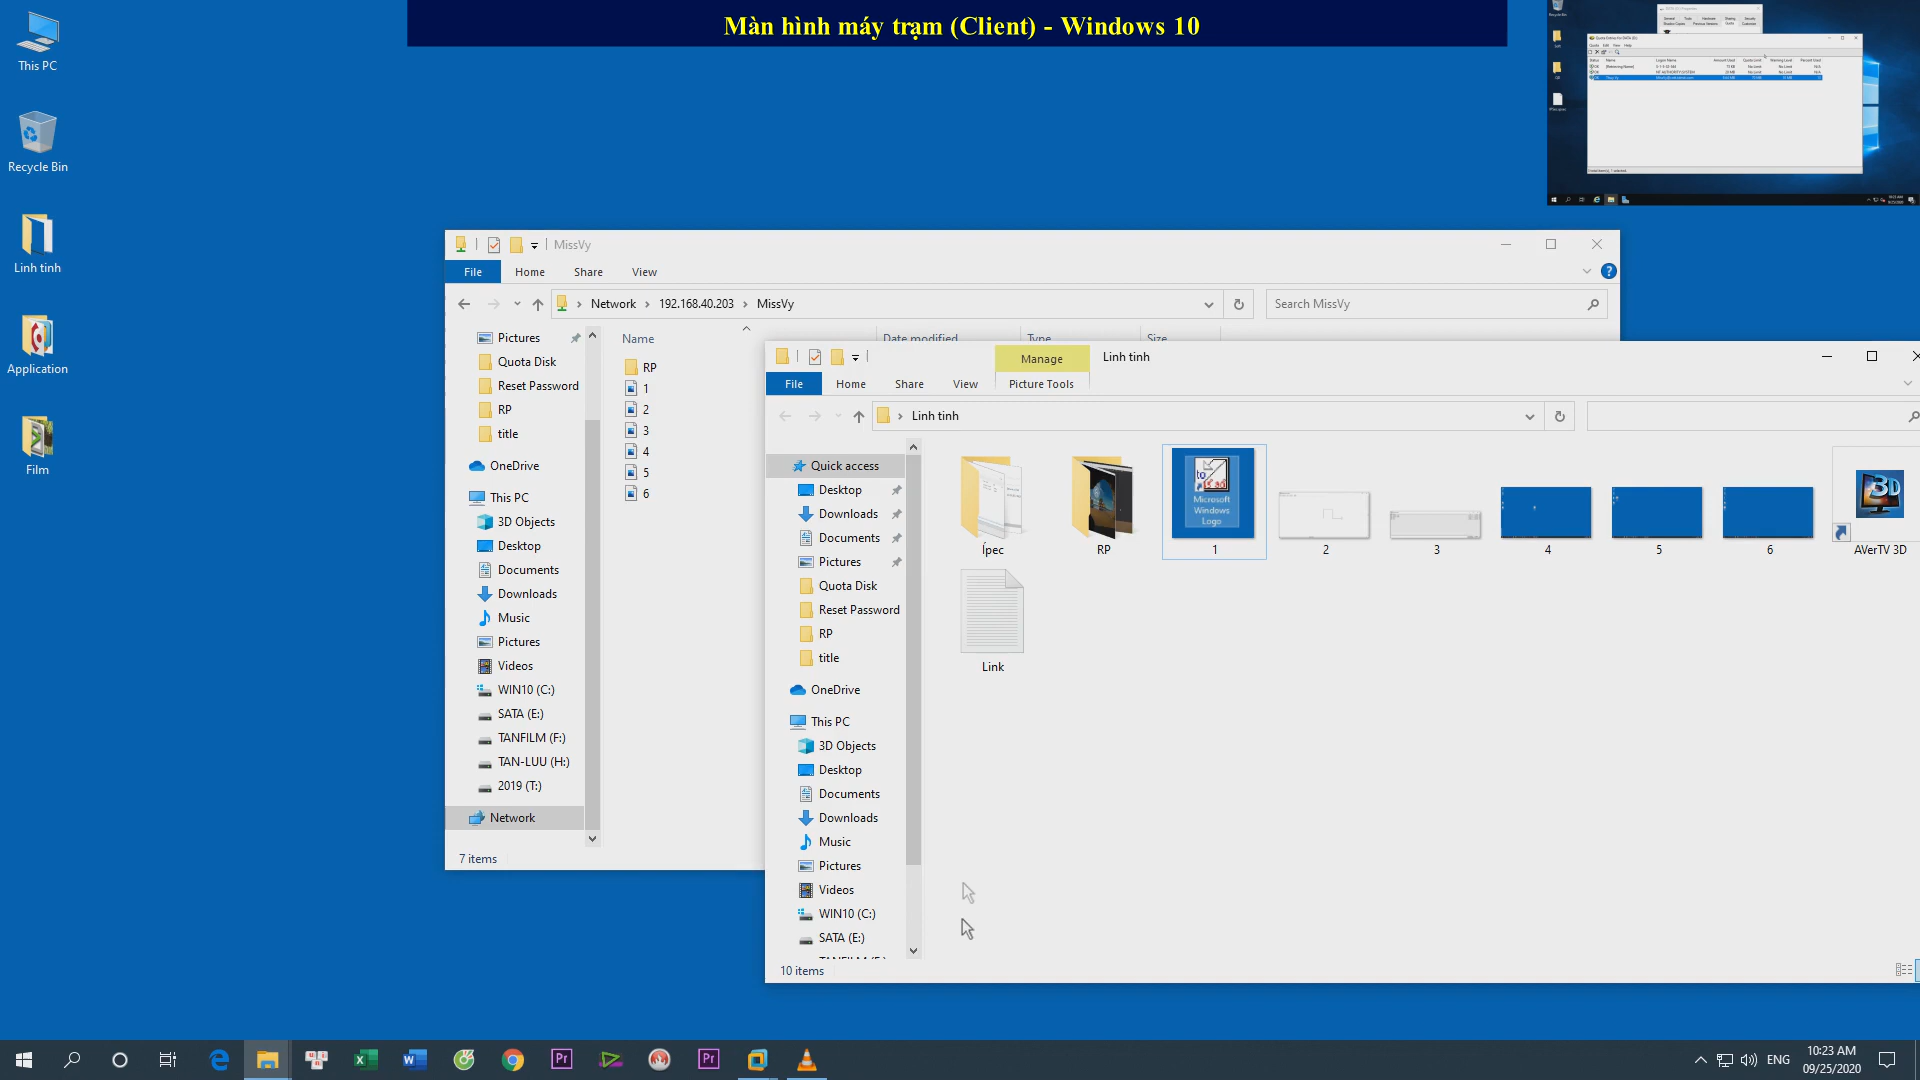 Màn hình máy trạm (Client) - Windows 10
This PC
Recycle Bin
Linh tinh
Application
Film
MissVy
File Home Share View
Network 192.168.40.203 MissVy
Search MissVy
Pictures
Quota Disk
Reset Password
RP
title
OneDrive
This PC
3D Objects
Desktop
Documents
Downloads
Music
Pictures
Videos
WIN10 (C:)
SATA (E:)
TANFILM (F:)
TAN-LUU (H:)
2019 (T:)
Network
7 items
Name Date modified Type Size
RP
1
2
3
4
5
6
Manage Linh tinh
File Home Share View Picture Tools
Linh tinh
Quick access
Desktop
Downloads
Documents
Pictures
Quota Disk
Reset Password
RP
title
OneDrive
This PC
3D Objects
Desktop
Documents
Downloads
Music
Pictures
Videos
WIN10 (C:)
SATA (E:)
TANFILM (F:)
10 items
Microsoft
Windows
Logo
Ípec RP 1 2 3 4 5 6 AVerTV 3D
Link
ENG
10:23 AM
09/25/2020